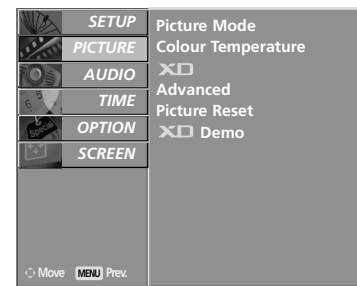 SETUP
PICTURE
AUDIO
TIME
OPTION
SCREEN
Move MENU Prev.
Picture Mode
Colour Temperature
XD
Advanced
Picture Reset
XD Demo